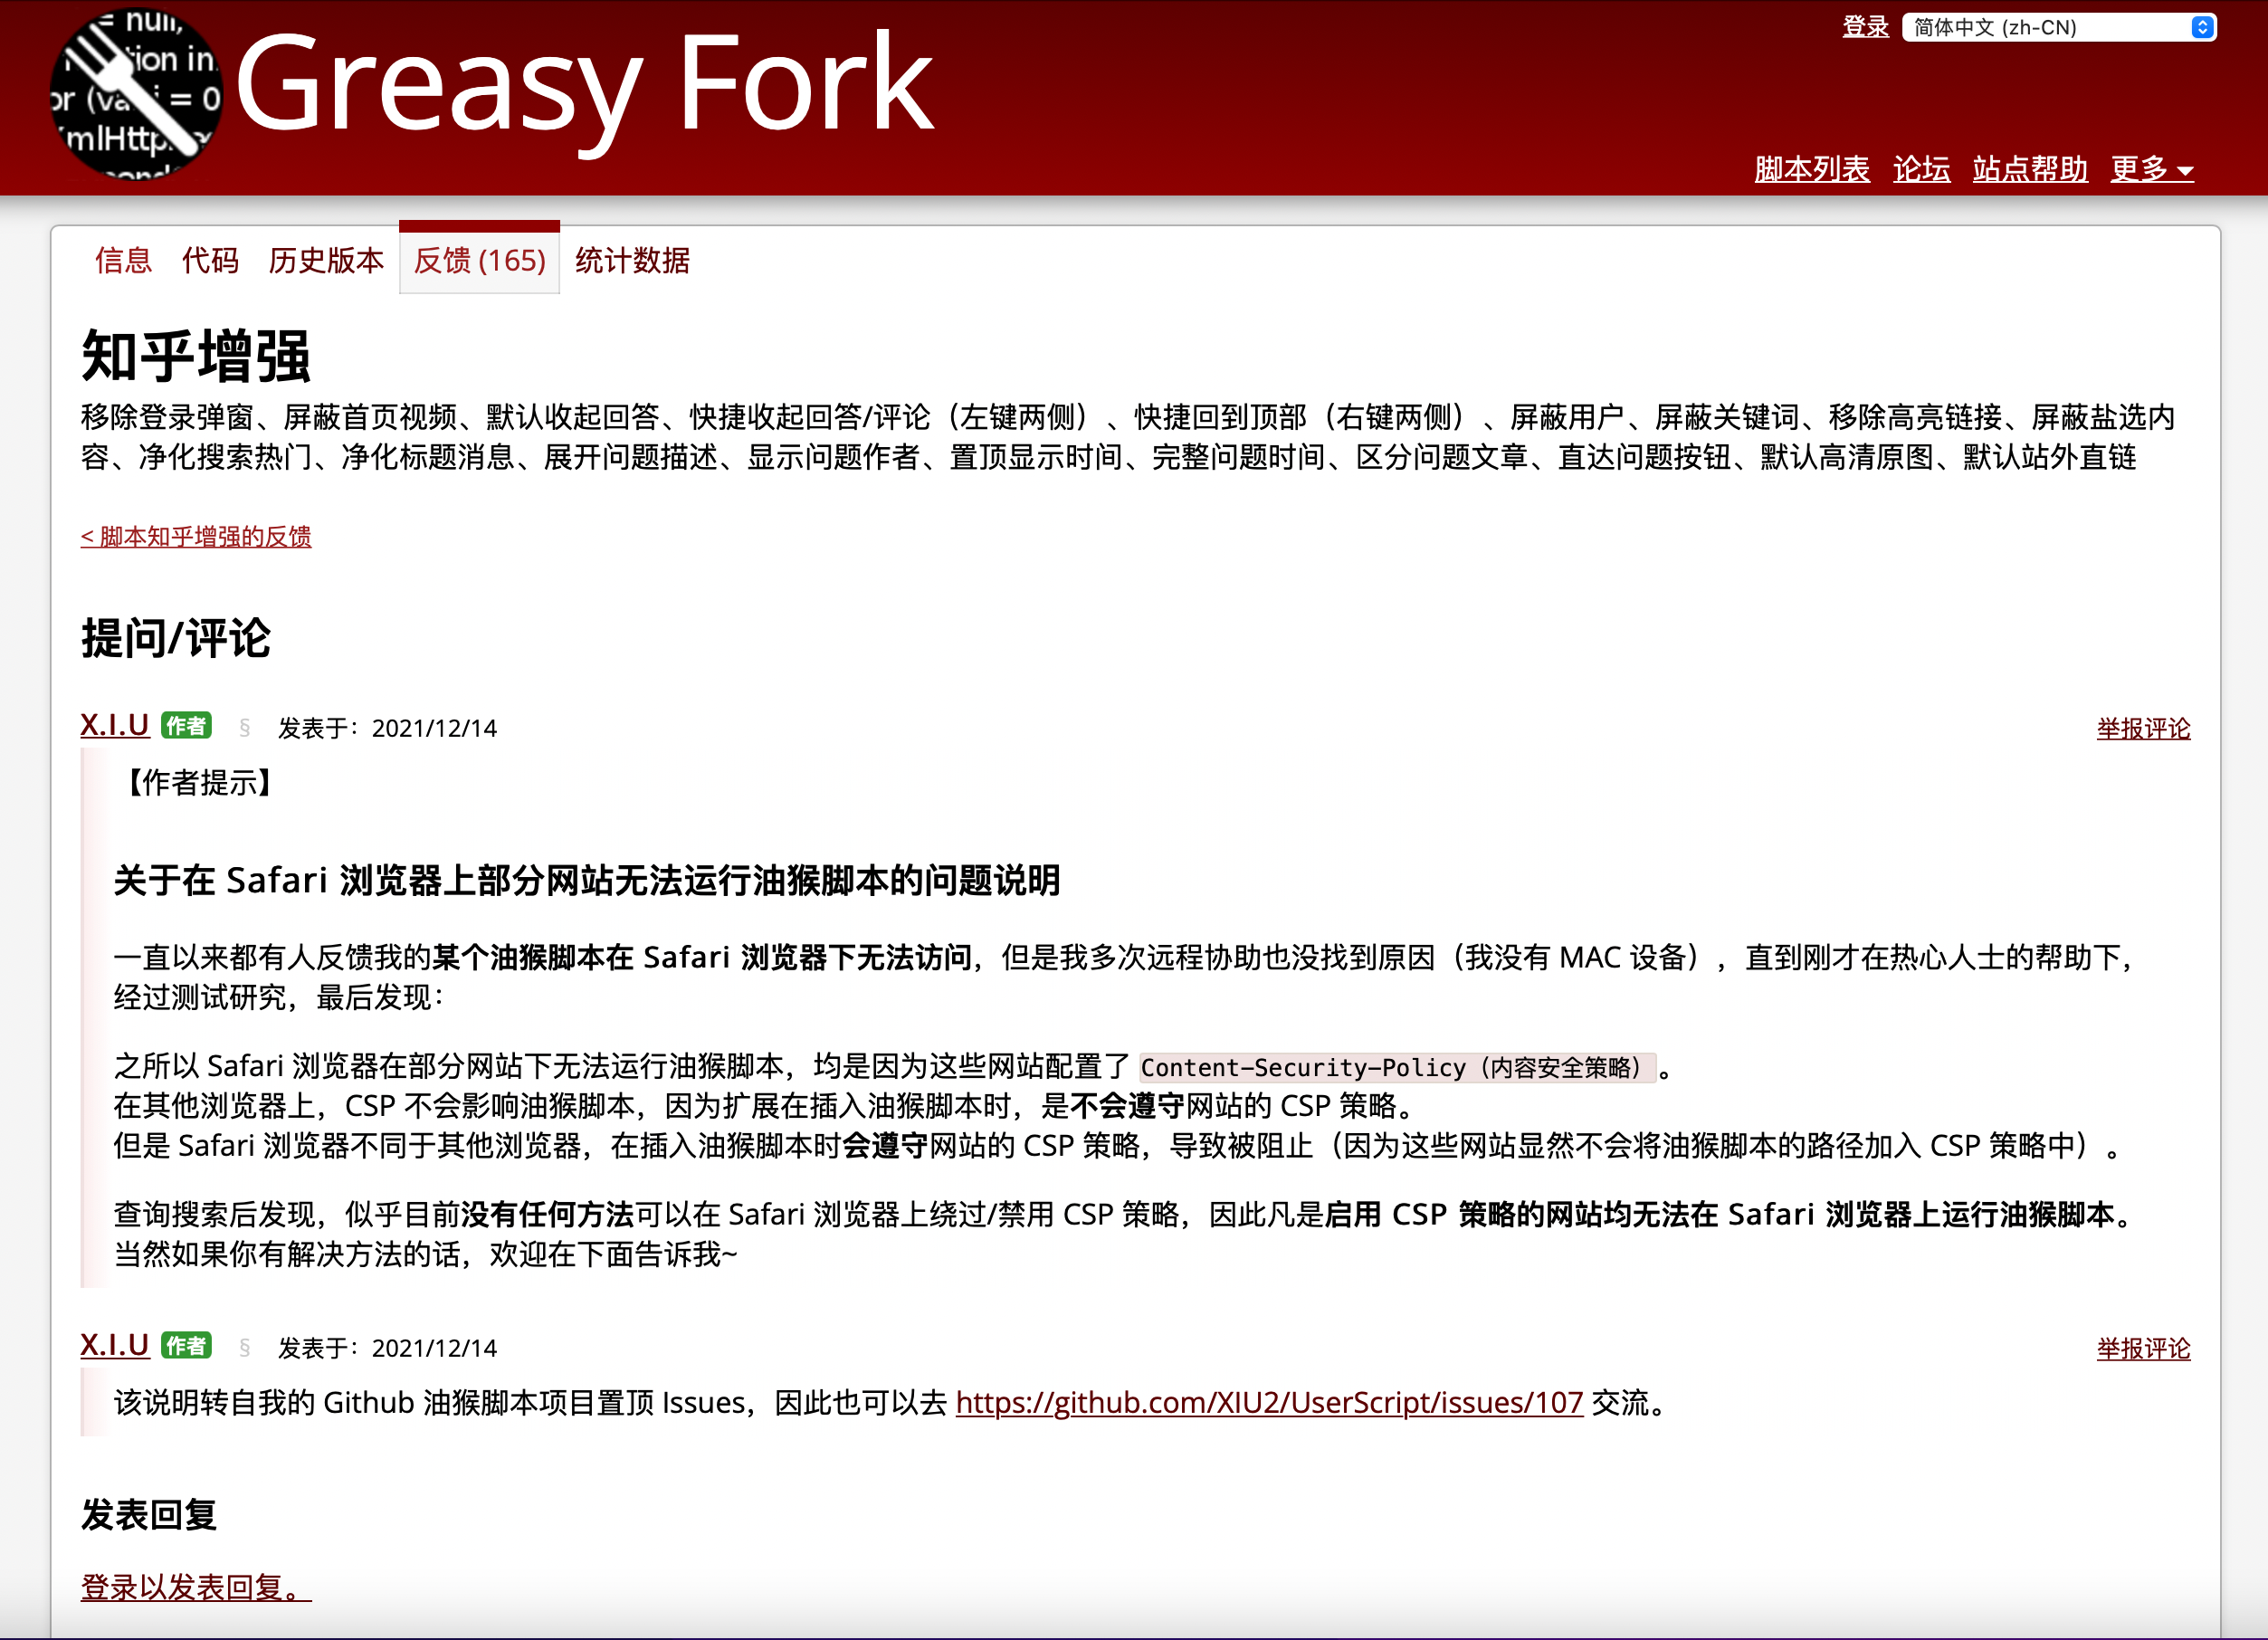 = null,
tion in
or (va i = 0
mlHttp
Greasy Fork
登录 简体中文 (zh-CN)
脚本列表 论坛 站点帮助 更多
信息 代码 历史版本 反馈 (165) 统计数据
知乎增强
移除登录弹窗、屏蔽首页视频、默认收起回答、快捷收起回答/评论（左键两侧）、快捷回到顶部（右键两侧）、屏蔽用户、屏蔽关键词、移除高亮链接、屏蔽盐选内
容、净化搜索热门、净化标题消息、展开问题描述、显示问题作者、置顶显示时间、完整问题时间、区分问题文章、直达问题按钮、默认高清原图、默认站外直链
< 脚本知乎增强的反馈
提问/评论
X.I.U 作者 § 发表于：2021/12/14 举报评论
【作者提示】
关于在 Safari 浏览器上部分网站无法运行油猴脚本的问题说明
一直以来都有人反馈我的某个油猴脚本在 Safari 浏览器下无法访问，但是我多次远程协助也没找到原因（我没有 MAC 设备），直到刚才在热心人士的帮助下，
经过测试研究，最后发现：
之所以 Safari 浏览器在部分网站下无法运行油猴脚本，均是因为这些网站配置了 Content-Security-Policy（内容安全策略）。
在其他浏览器上，CSP 不会影响油猴脚本，因为扩展在插入油猴脚本时，是不会遵守网站的 CSP 策略。
但是 Safari 浏览器不同于其他浏览器，在插入油猴脚本时会遵守网站的 CSP 策略，导致被阻止（因为这些网站显然不会将油猴脚本的路径加入 CSP 策略中）。
查询搜索后发现，似乎目前没有任何方法可以在 Safari 浏览器上绕过/禁用 CSP 策略，因此凡是启用 CSP 策略的网站均无法在 Safari 浏览器上运行油猴脚本。
当然如果你有解决方法的话，欢迎在下面告诉我~
X.I.U 作者 § 发表于：2021/12/14 举报评论
该说明转自我的 Github 油猴脚本项目置顶 Issues，因此也可以去 https://github.com/XIU2/UserScript/issues/107 交流。
发表回复
登录以发表回复。